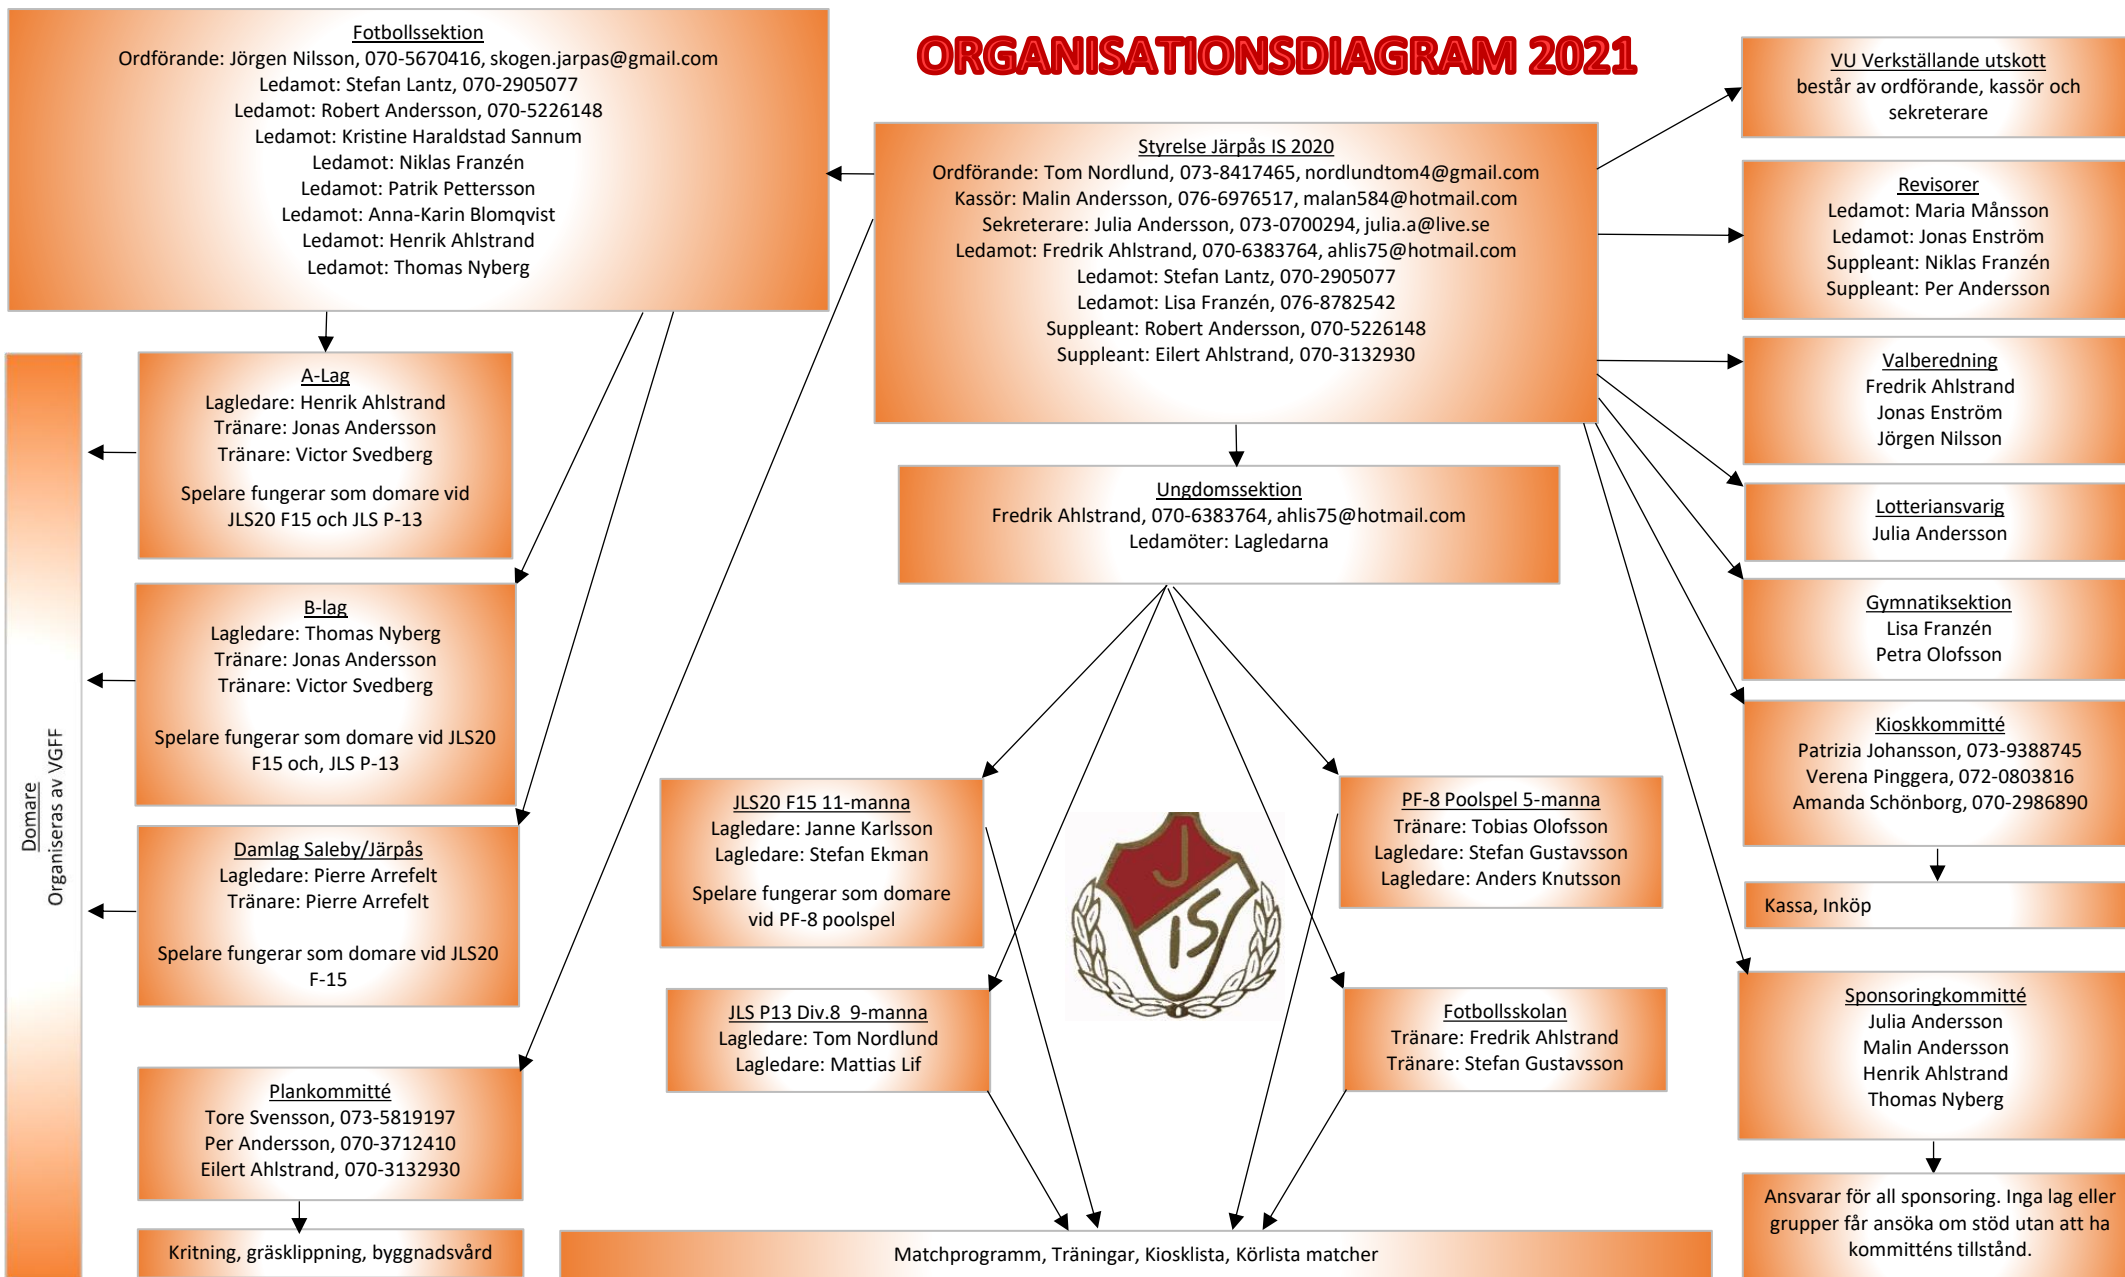 ORGANISATIONSDIAGRAM 2021
Fotbollssektion
Ordförande: Jörgen Nilsson, 070-5670416, skogen.jarpas@gmail.com
Ledamot: Stefan Lantz, 070-2905077
Ledamot: Robert Andersson, 070-5226148
Ledamot: Kristine Haraldstad Sannum
Ledamot: Niklas Franzén
Ledamot: Patrik Pettersson
Ledamot: Anna-Karin Blomqvist
Ledamot: Henrik Ahlstrand
Ledamot: Thomas Nyberg
Styrelse Järpås IS 2020
Ordförande: Tom Nordlund, 073-8417465, nordlundtom4@gmail.com
Kassör: Malin Andersson, 076-6976517, malan584@hotmail.com
Sekreterare: Julia Andersson, 073-0700294, julia.a@live.se
Ledamot: Fredrik Ahlstrand, 070-6383764, ahlis75@hotmail.com
Ledamot: Stefan Lantz, 070-2905077
Ledamot: Lisa Franzén, 076-8782542
Suppleant: Robert Andersson, 070-5226148
Suppleant: Eilert Ahlstrand, 070-3132930
VU Verkställande utskott
består av ordförande, kassör och
sekreterare
Revisorer
Ledamot: Maria Månsson
Ledamot: Jonas Enström
Suppleant: Niklas Franzén
Suppleant: Per Andersson
Valberedning
Fredrik Ahlstrand
Jonas Enström
Jörgen Nilsson
Lotteriansvarig
Julia Andersson
Gymnatiksektion
Lisa Franzén
Petra Olofsson
Kioskkommitté
Patrizia Johansson, 073-9388745
Verena Pinggera, 072-0803816
Amanda Schönborg, 070-2986890
Kassa, Inköp
Sponsoringkommitté
Julia Andersson
Malin Andersson
Henrik Ahlstrand
Thomas Nyberg
Ansvarar för all sponsoring. Inga lag eller
grupper får ansöka om stöd utan att ha
kommitténs tillstånd.
Domare
Organiseras av VGFF
A-Lag
Lagledare: Henrik Ahlstrand
Tränare: Jonas Andersson
Tränare: Victor Svedberg
Spelare fungerar som domare vid
JLS20 F15 och JLS P-13
B-lag
Lagledare: Thomas Nyberg
Tränare: Jonas Andersson
Tränare: Victor Svedberg
Spelare fungerar som domare vid JLS20
F15 och, JLS P-13
Damlag Saleby/Järpås
Lagledare: Pierre Arrefelt
Tränare: Pierre Arrefelt
Spelare fungerar som domare vid JLS20
F-15
Plankommitté
Tore Svensson, 073-5819197
Per Andersson, 070-3712410
Eilert Ahlstrand, 070-3132930
Kritning, gräsklippning, byggnadsvård
Ungdomssektion
Fredrik Ahlstrand, 070-6383764, ahlis75@hotmail.com
Ledamöter: Lagledarna
JLS20 F15 11-manna
Lagledare: Janne Karlsson
Lagledare: Stefan Ekman
Spelare fungerar som domare
vid PF-8 poolspel
PF-8 Poolspel 5-manna
Tränare: Tobias Olofsson
Lagledare: Stefan Gustavsson
Lagledare: Anders Knutsson
J
IS
JLS P13 Div.8 9-manna
Lagledare: Tom Nordlund
Lagledare: Mattias Lif
Fotbollsskolan
Tränare: Fredrik Ahlstrand
Tränare: Stefan Gustavsson
Matchprogramm, Träningar, Kiosklista, Körlista matcher